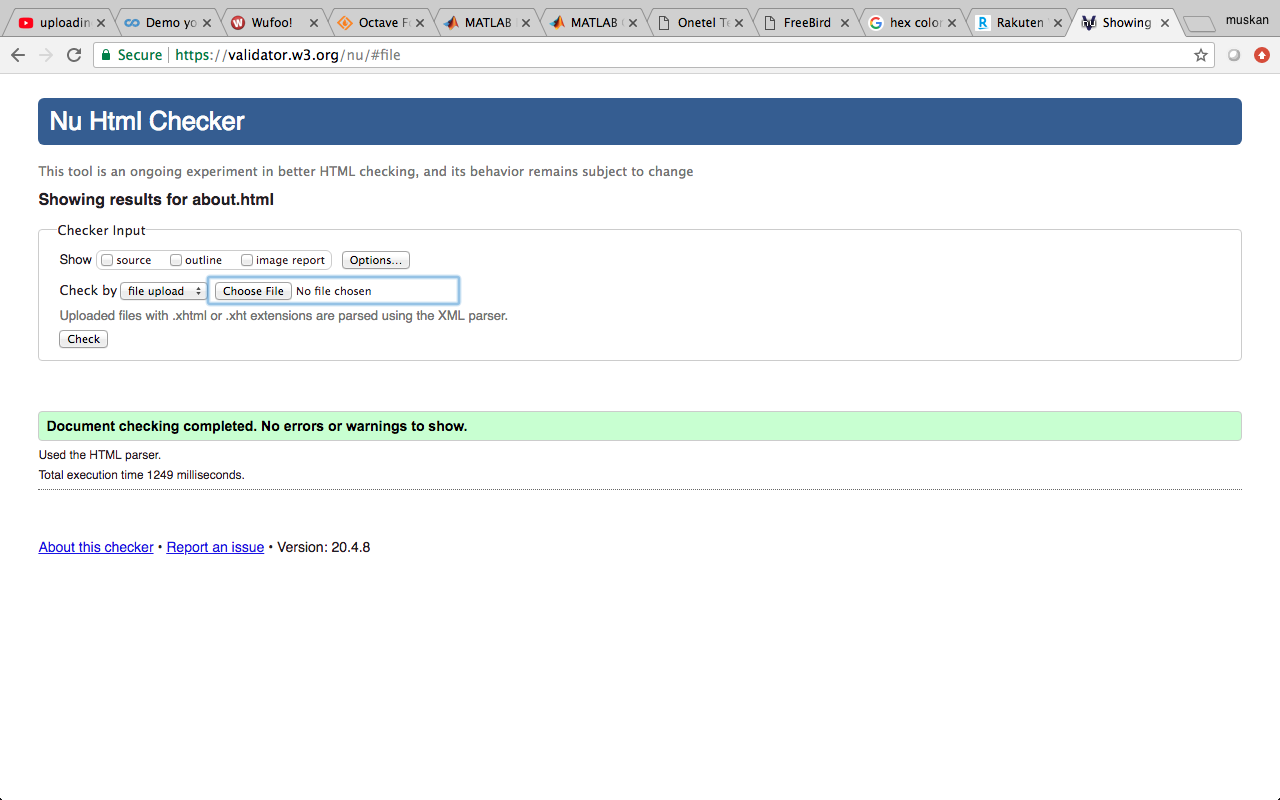 uploadin Demo yo Wufoo! Octave Fo MATLAB MATLAB Onetel Te FreeBird hex color Rakuten Showing muskan
Secure https://validator.w3.org/nu/#file
Nu Html Checker
This tool is an ongoing experiment in better HTML checking, and its behavior remains subject to change
Showing results for about.html
Checker Input
Show source outline image report Options...
Check by file upload Choose File No file chosen
Uploaded files with .xhtml or .xht extensions are parsed using the XML parser.
Check
Document checking completed. No errors or warnings to show.
Used the HTML parser.
Total execution time 1249 milliseconds.
About this checker • Report an issue • Version: 20.4.8